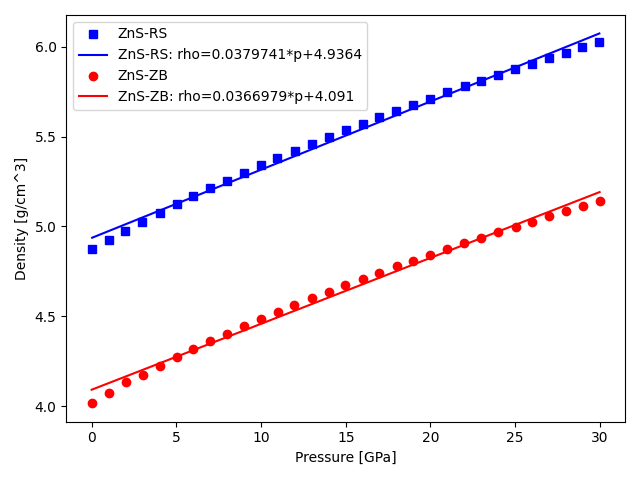 ZnS-RS
ZnS-RS: rho=0.0379741*p+4.9364
ZnS-ZB
ZnS-ZB: rho=0.0366979*p+4.091
6.0
5.5
5.0
4.5
4.0
Density [g/cm^3]
0 5 10 15 20 25 30
Pressure [GPa]